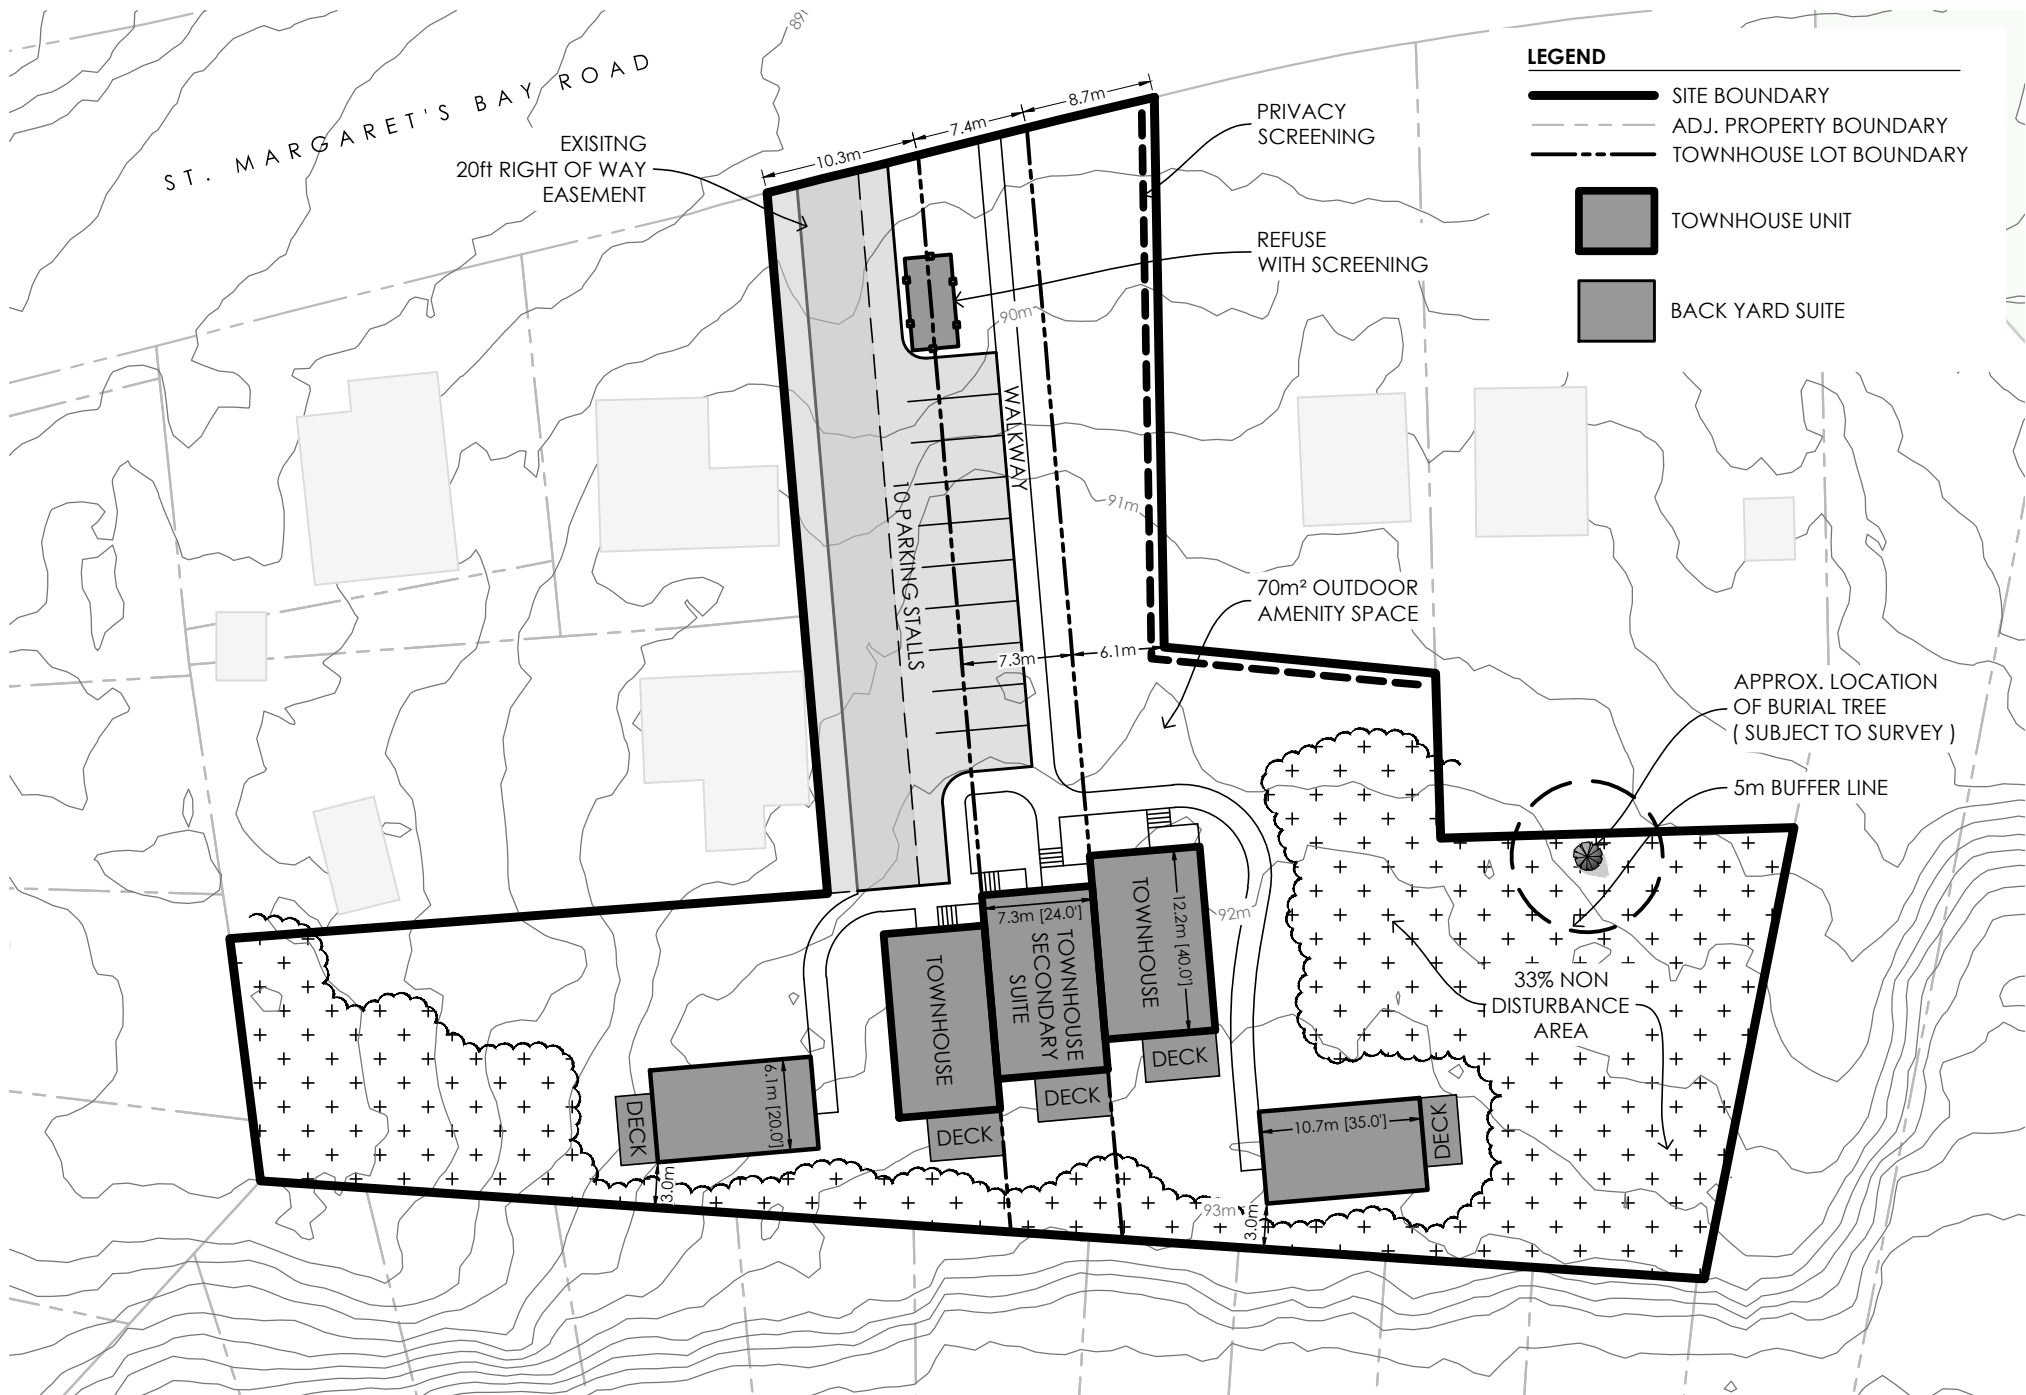 89m
ST. MARGARET'S BAY ROAD
EXISITNG
20ft RIGHT OF WAY
EASEMENT
10.3m
7.4m
8.7m
PRIVACY
SCREENING
REFUSE
WITH SCREENING
LEGEND
SITE BOUNDARY
ADJ. PROPERTY BOUNDARY
TOWNHOUSE LOT BOUNDARY
TOWNHOUSE UNIT
BACK YARD SUITE
90m
WALKWAY
91m
10 PARKING STALLS
70m² OUTDOOR
AMENITY SPACE
7.3m
6.1m
APPROX. LOCATION
OF BURIAL TREE
( SUBJECT TO SURVEY )
5m BUFFER LINE
92m
7.3m [24.0']
12.2m [40.0']
TOWNHOUSE
TOWNHOUSE
SECONDARY
SUITE
TOWNHOUSE
33% NON
DISTURBANCE
AREA
DECK
DECK
DECK
DECK
6.1m [20.0']
10.7m [35.0']
DECK
3.0m
93m
3.0m